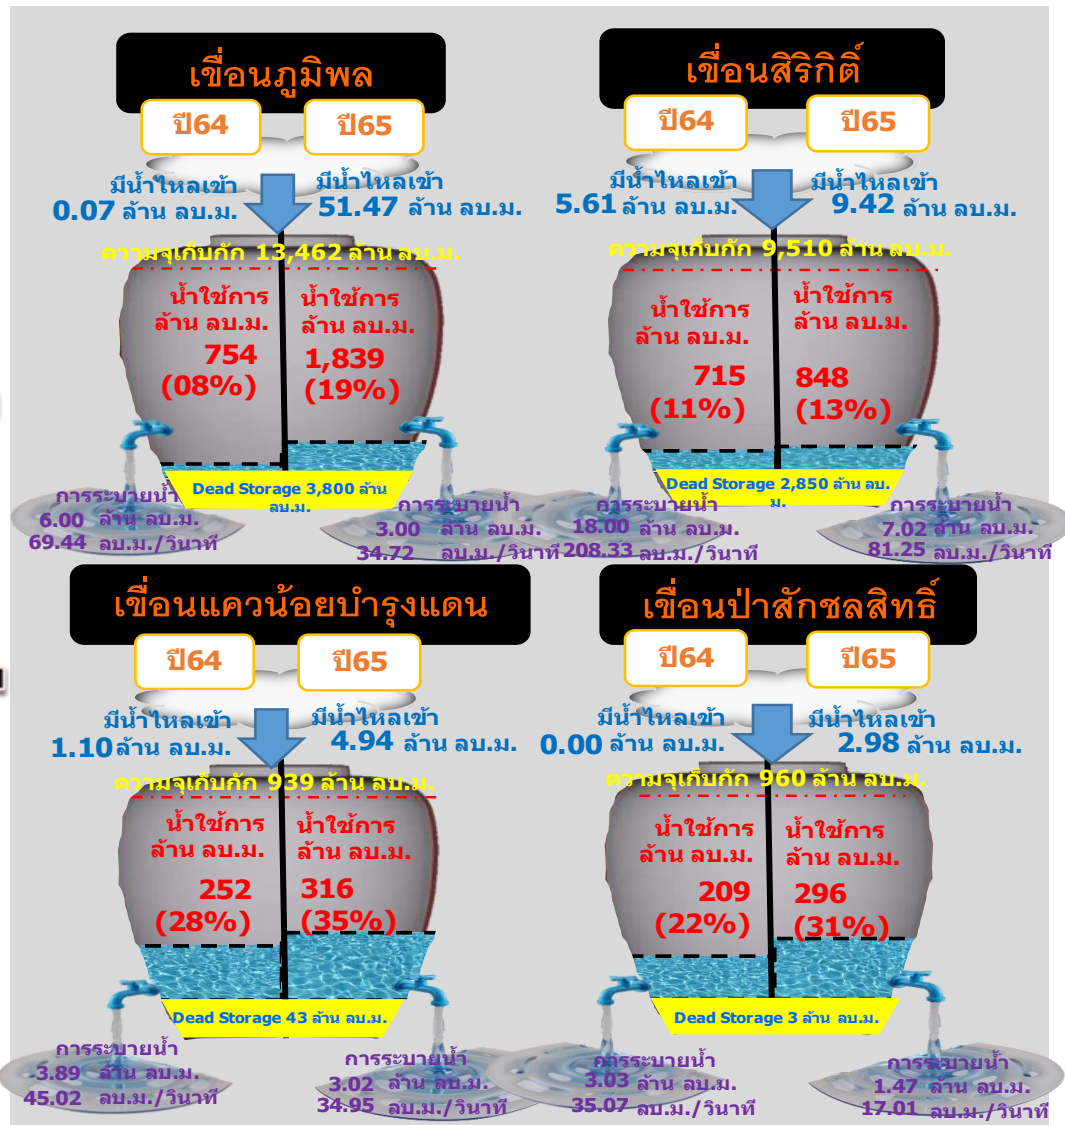 เขื่อนภูมิพล
ปี64
ปี65
มีน้ำไหลเข้า
0.07 ล้าน ลบ.ม.
มีน้ำไหลเข้า
51.47 ล้าน ลบ.ม.
ความจุเก็บกัก 13,462 ล้าน ลบ.ม.
น้ำใช้การ
ล้าน ลบ.ม.
754
(08%)
น้ำใช้การ
ล้าน ลบ.ม.
1,839
(19%)
Dead Storage 3,800 ล้าน
ลบ.ม.
การระบายน้ำ
6.00 ล้าน ลบ.ม.
69.44 ลบ.ม./วินาที
การระบายน้ำ
3.00 ล้าน ลบ.ม.
34.72 ลบ.ม./วินาที
เขื่อนสิริกิติ์
ปี64
ปี65
มีน้ำไหลเข้า
5.61 ล้าน ลบ.ม.
มีน้ำไหลเข้า
9.42 ล้าน ลบ.ม.
ความจุเก็บกัก 9,510 ล้าน ลบ.ม.
น้ำใช้การ
ล้าน ลบ.ม.
715
(11%)
น้ำใช้การ
ล้าน ลบ.ม.
848
(13%)
Dead Storage 2,850 ล้าน ลบ.
ม.
การระบายน้ำ
18.00 ล้าน ลบ.ม.
208.33 ลบ.ม./วินาที
การระบายน้ำ
7.02 ล้าน ลบ.ม.
81.25 ลบ.ม./วินาที
เขื่อนแควน้อยบำรุงแดน
ปี64
ปี65
มีน้ำไหลเข้า
1.10 ล้าน ลบ.ม.
มีน้ำไหลเข้า
4.94 ล้าน ลบ.ม.
ความจุเก็บกัก 939 ล้าน ลบ.ม.
น้ำใช้การ
ล้าน ลบ.ม.
252
(28%)
น้ำใช้การ
ล้าน ลบ.ม.
316
(35%)
Dead Storage 43 ล้าน ลบ.ม.
การระบายน้ำ
3.89 ล้าน ลบ.ม.
45.02 ลบ.ม./วินาที
การระบายน้ำ
3.02 ล้าน ลบ.ม.
34.95 ลบ.ม./วินาที
เขื่อนป่าสักชลสิทธิ์
ปี64
ปี65
มีน้ำไหลเข้า
0.00 ล้าน ลบ.ม.
มีน้ำไหลเข้า
2.98 ล้าน ลบ.ม.
ความจุเก็บกัก 960 ล้าน ลบ.ม.
น้ำใช้การ
ล้าน ลบ.ม.
209
(22%)
น้ำใช้การ
ล้าน ลบ.ม.
296
(31%)
Dead Storage 3 ล้าน ลบ.ม.
การระบายน้ำ
3.03 ล้าน ลบ.ม.
35.07 ลบ.ม./วินาที
การระบายน้ำ
1.47 ล้าน ลบ.ม.
17.01 ลบ.ม./วินาที